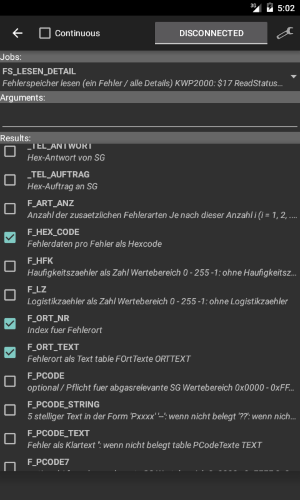 3G 5:02
Continuous DISCONNECTED
Jobs:
FS_LESEN_DETAIL
Fehlerspeicher lesen (ein Fehler / alle Details) KWP2000: $17 ReadStatus...
Arguments:
Results:
_TEL_ANTWORT
Hex-Antwort von SG
_TEL_AUFTRAG
Hex-Auftrag an SG
F_ART_ANZ
Anzahl der zusaetzlichen Fehlerarten Je nach dieser Anzahl i (i = 1, 2, ...
F_HEX_CODE
Fehlerdaten pro Fehler als Hexcode
F_HFK
Haufigkeitszaehler als Zahl Wertebereich 0 - 255 -1: ohne Haufigkeitsz...
F_LZ
Logistikzaehler als Zahl Wertebereich 0 - 255 -1: ohne Logistikzaehler
F_ORT_NR
Index fuer Fehlerort
F_ORT_TEXT
Fehlerort als Text table FOrtTexte ORTTEXT
F_PCODE
optional / Pflicht fuer abgasrelevante SG Wertebereich 0x0000 - 0xFF...
F_PCODE_STRING
5 stelliger Text in der Form 'Pxxxx' '--': wenn nicht belegt '??': wenn nich...
F_PCODE_TEXT
Fehler als Klartext '': wenn nicht belegt table PCodeTexte TEXT
F_PCODE7